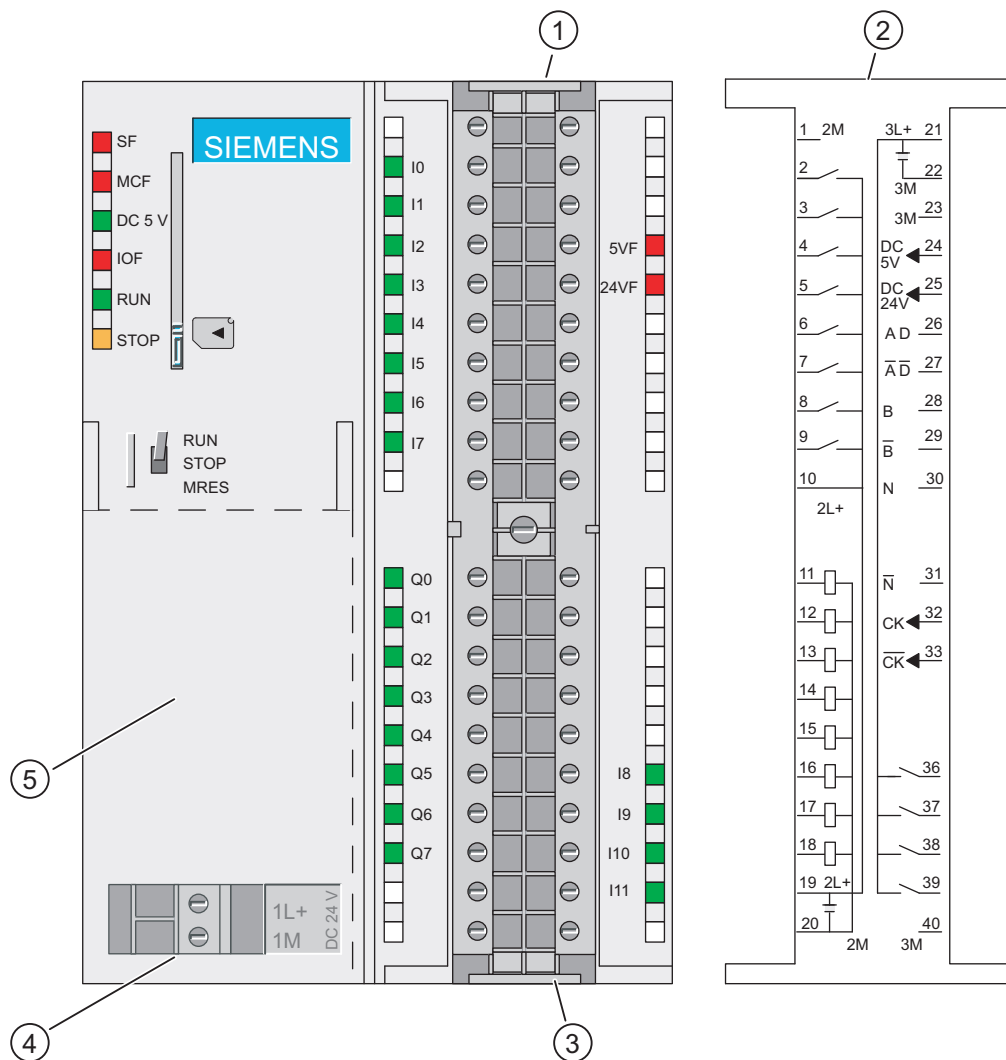 1
2
SIEMENS
SF
MCF
DC 5 V
IOF
RUN
STOP
RUN
STOP
MRES
I0
I1
I2
I3
I4
I5
I6
I7
Q0
Q1
Q2
Q3
Q4
Q5
Q6
Q7
5VF
24VF
I8
I9
I10
I11
1L+
1M
DC 24 V
5
4
3
1 2M
2
3
4
5
6
7
8
9
10
2L+
11
12
13
14
15
16
17
18
19 2L+
20
2M
3L+ 21
22
3M
3M 23
DC 5V 24
DC 24V 25
A D 26
A̅ D̅ 27
B 28
B̅ 29
N 30
N̅ 31
CK 32
C̅K̅ 33
36
37
38
39
40
3M